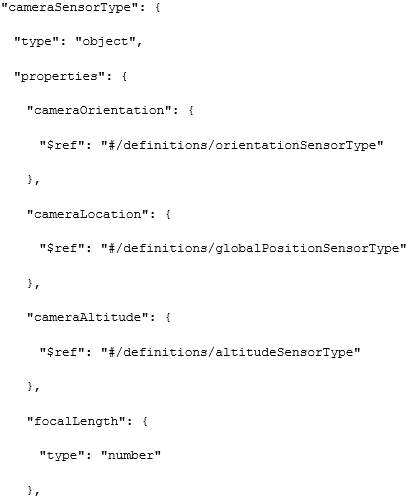 "cameraSensorType": {
"type": "object",
"properties": {
"cameraOrientation": {
"$ref": "#/definitions/orientationSensorType"
},
"cameraLocation": {
"$ref": "#/definitions/globalPositionSensorType"
},
"cameraAltitude": {
"$ref": "#/definitions/altitudeSensorType"
},
"focalLength": {
"type": "number"
},